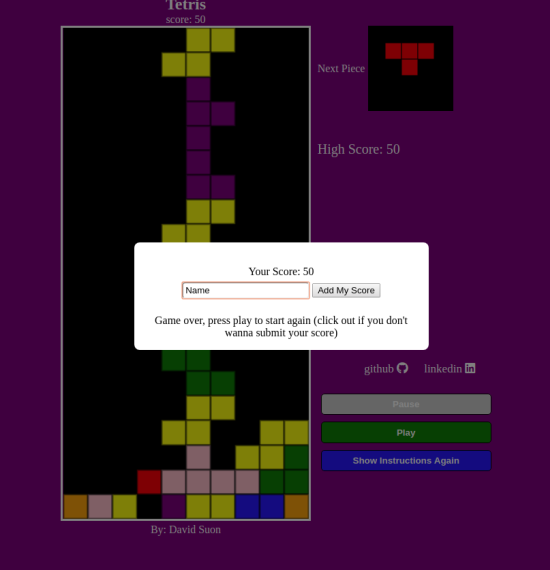 Tetris
score: 50
Next Piece
High Score: 50
Your Score: 50
Name
Add My Score
Game over, press play to start again (click out if you don't
wanna submit your score)
github
linkedin
Pause
Play
Show Instructions Again
By: David Suon